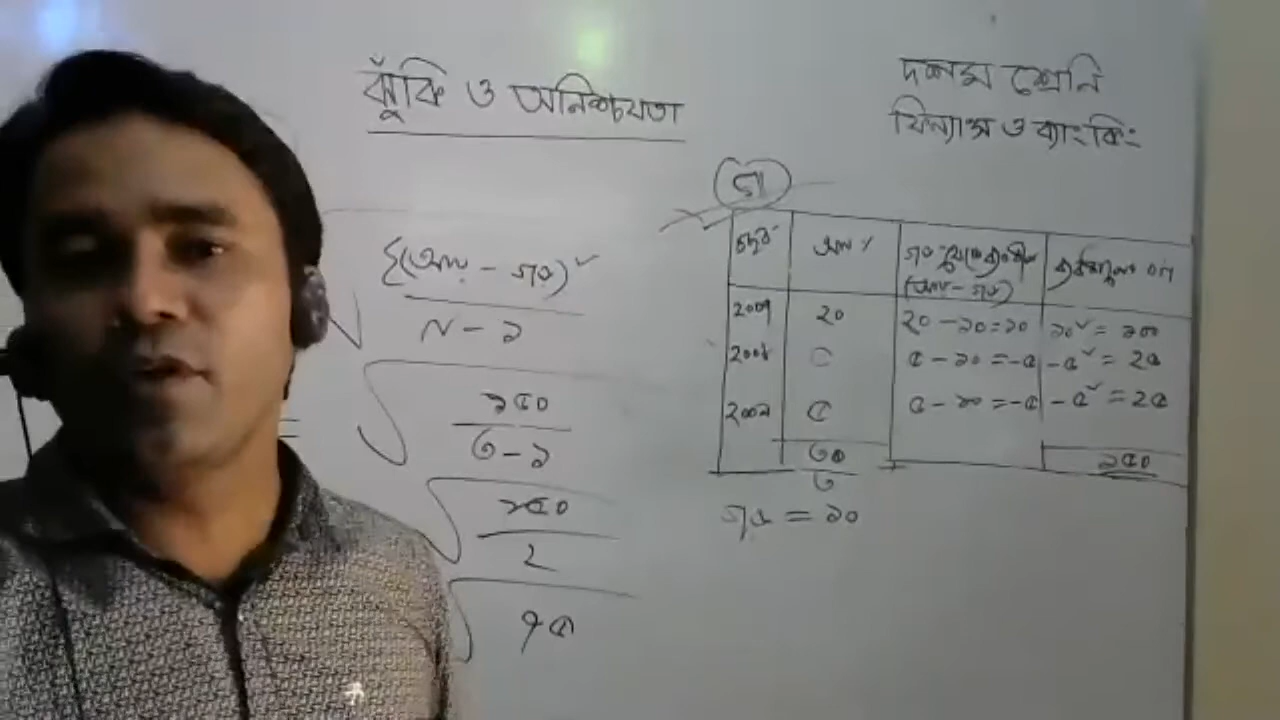 ঝুঁকি ও অনিশ্চয়তা
দশম শ্রেনি
ফিন্যান্স ও ব্যাংকিং
গ
বছর আয় %
(আয় - গড়)
২০০৭ ২০ ২০ - ১০ = ১০ ১০² = ১০০
২০০৮ ৫ ৫ - ১০ = -৫ -৫² = ২৫
২০০৯ ৫ ৫ - ১০ = -৫ -৫² = ২৫
৩০ ১৫০
৩
গড় = ১০
√ Σ(আয় - গড়)²
N - ১
= √ ১৫০
৩ - ১
√ ১৫০
২
√ ৭৫